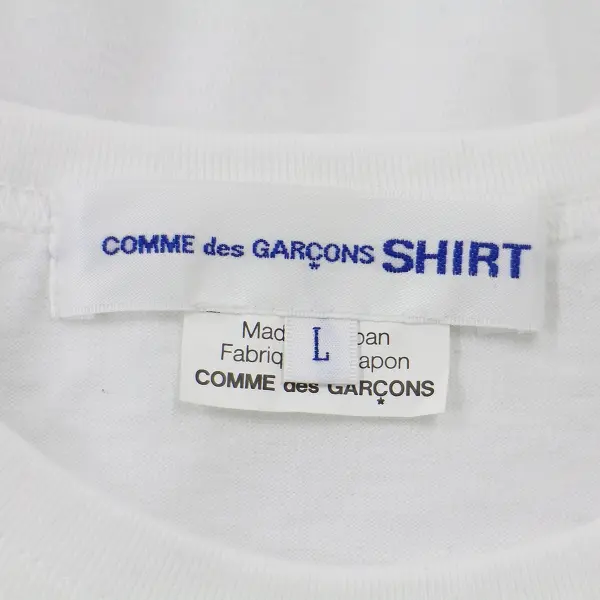 COMME des GARÇONS SHIRT
L
Mad pan
Fabriq apon
COMME des GARÇONS